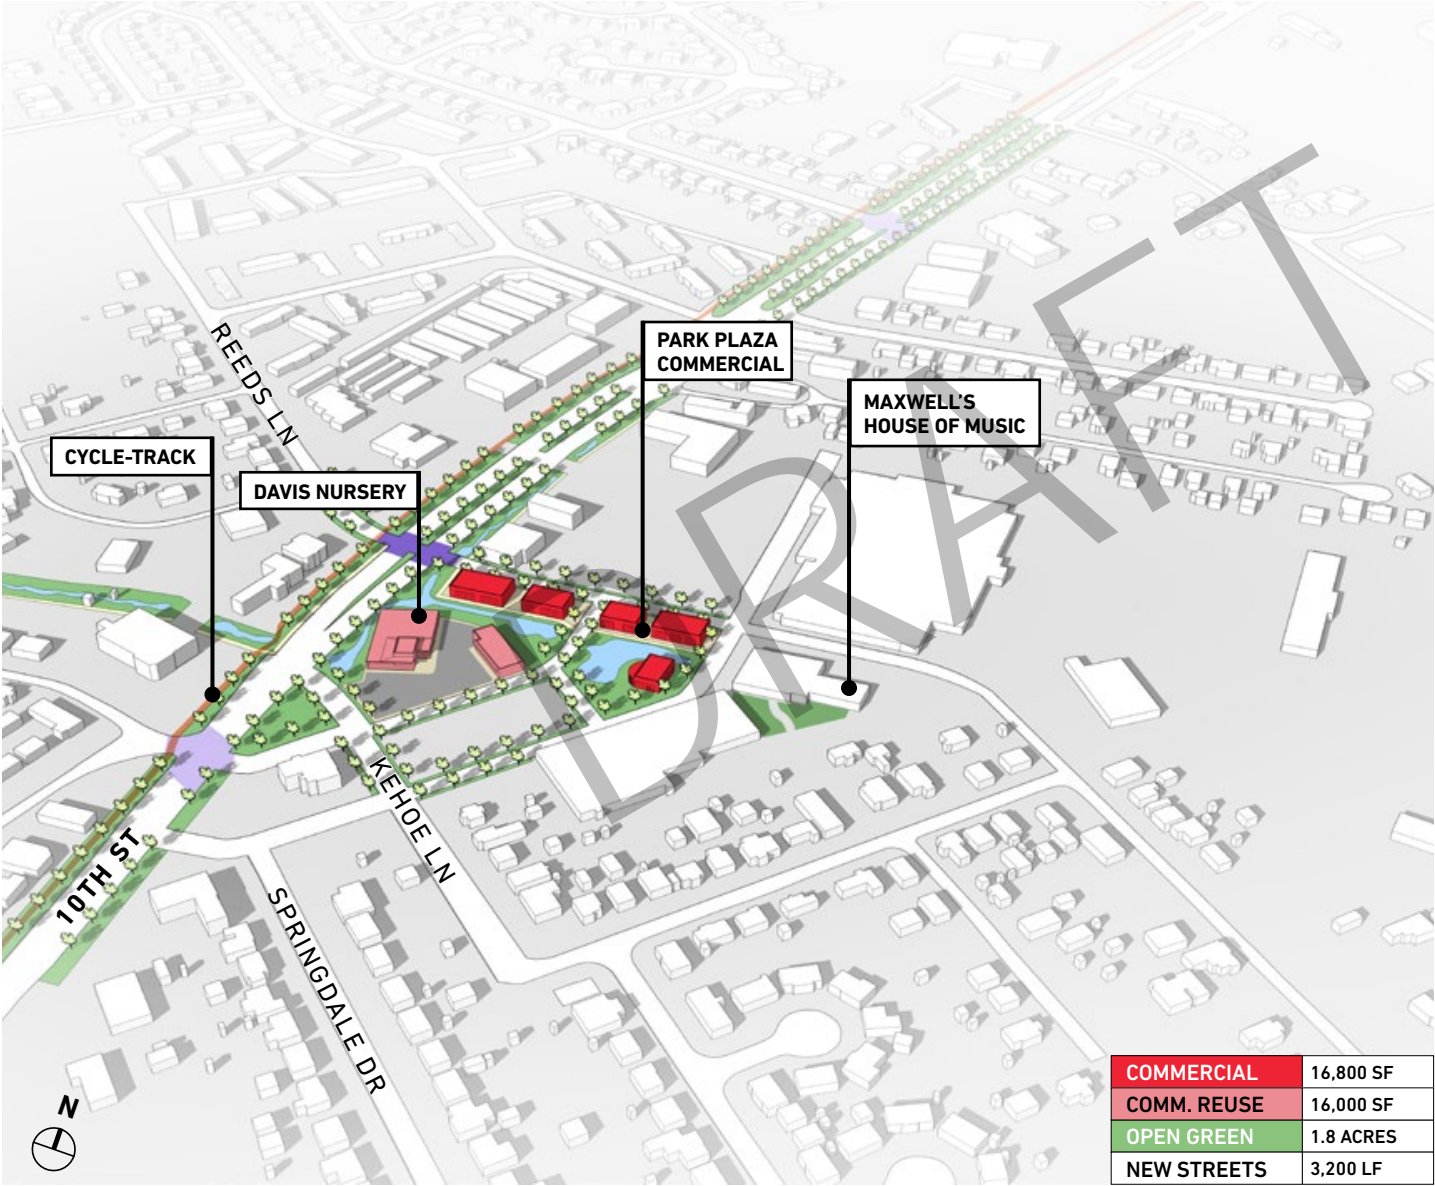 REEDS LN
PARK PLAZA
COMMERCIAL
MAXWELL'S
HOUSE OF MUSIC
CYCLE-TRACK
DAVIS NURSERY
KEHOE LN
10TH ST
SPRINGDALE DR
DRAFT
N
COMMERCIAL 16,800 SF
COMM. REUSE 16,000 SF
OPEN GREEN 1.8 ACRES
NEW STREETS 3,200 LF